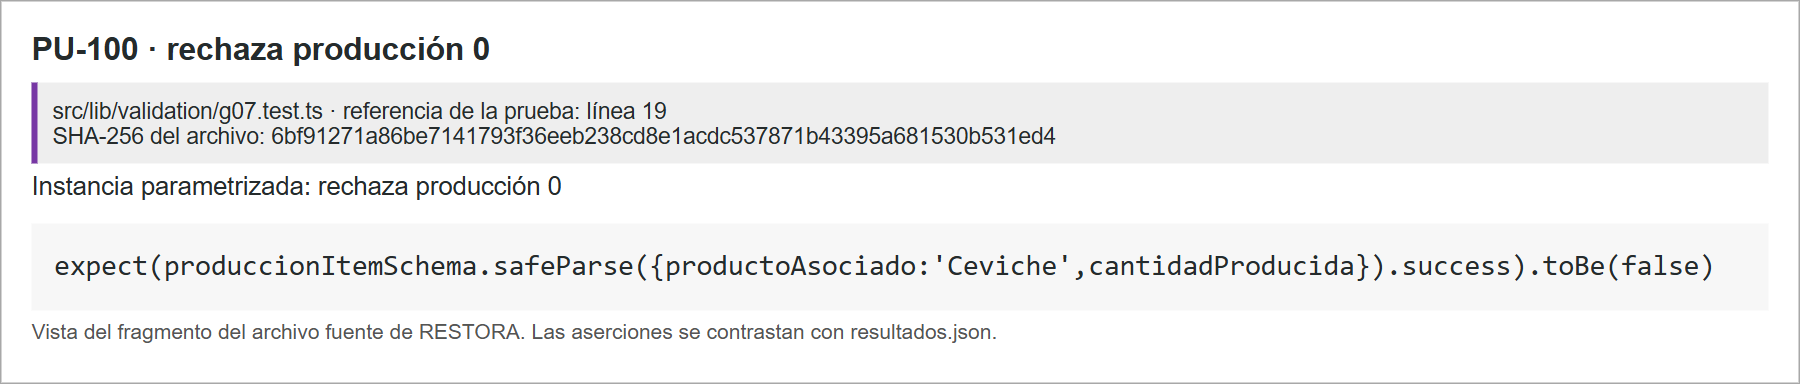 PU-100 · rechaza producción 0
src/lib/validation/g07.test.ts · referencia de la prueba: línea 19
SHA-256 del archivo: 6bf91271a86be7141793f36eeb238cd8e1acdc537871b43395a681530b531ed4
Instancia parametrizada: rechaza producción 0
expect(produccionItemSchema.safeParse({productoAsociado:'Ceviche',cantidadProducida}).success).toBe(false)
Vista del fragmento del archivo fuente de RESTORA. Las aserciones se contrastan con resultados.json.